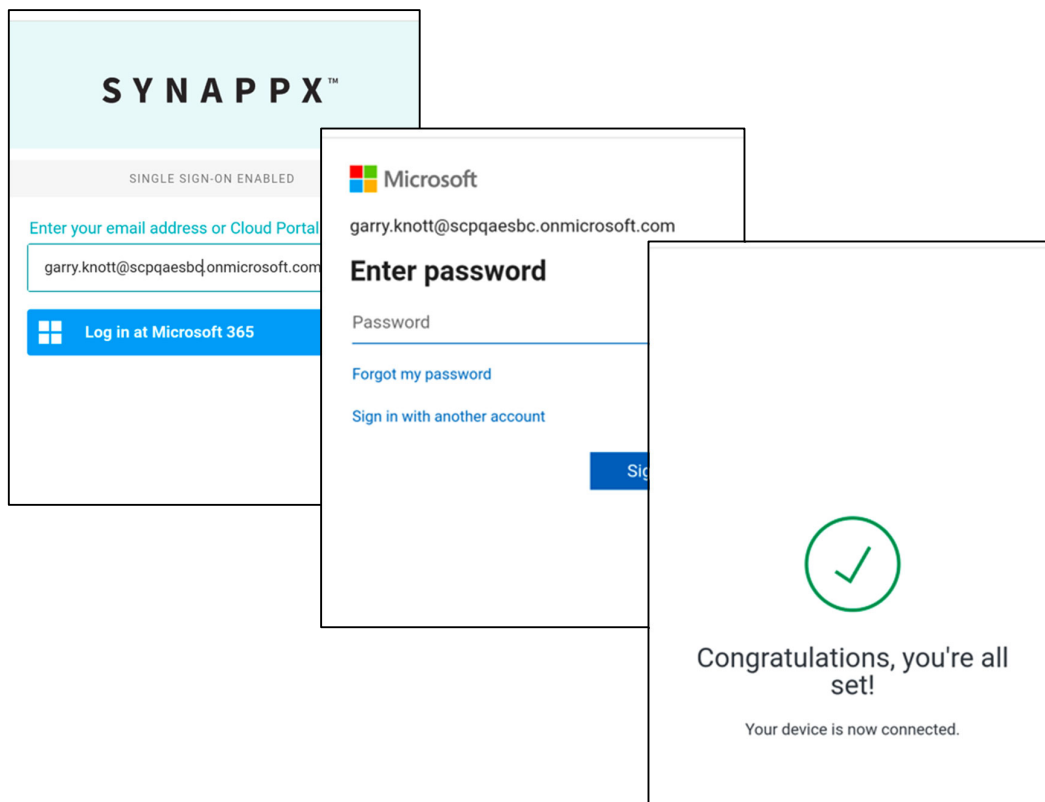 SYNAPPX™
SINGLE SIGN-ON ENABLED
Enter your email address or Cloud Portal
garry.knott@scpqaesbc.onmicrosoft.com
Log in at Microsoft 365
Microsoft
garry.knott@scpqaesbc.onmicrosoft.com
Enter password
Password
Forgot my password
Sign in with another account
Congratulations, you're all
set!
Your device is now connected.